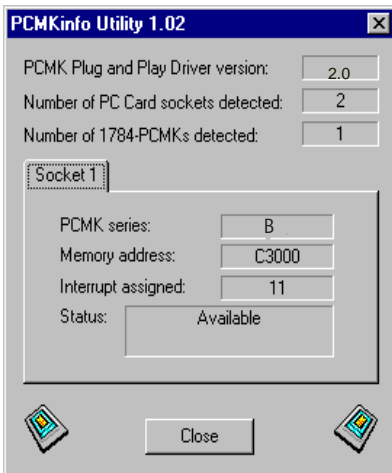 PCMKinfo Utility 1.02
PCMK Plug and Play Driver version: 2.0
Number of PC Card sockets detected: 2
Number of 1784-PCMKs detected: 1
Socket 1
PCMK series: B
Memory address: C3000
Interrupt assigned: 11
Status: Available
Close